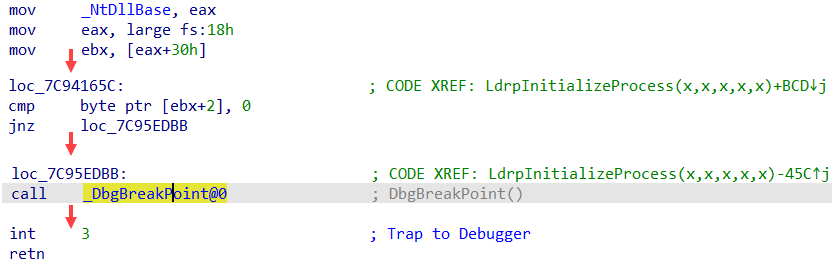 mov     _NtDllBase, eax
mov     eax, large fs:18h
mov     ebx, [eax+30h]
loc_7C94165C:                           ; CODE XREF: LdrpInitializeProcess(x,x,x,x,x)+BCD↓j
cmp     byte ptr [ebx+2], 0
jnz     loc_7C95EDBB
loc_7C95EDBB:                           ; CODE XREF: LdrpInitializeProcess(x,x,x,x,x)-45C↑j
call    _DbgBreakPoint@0                ; DbgBreakPoint()
int     3                               ; Trap to Debugger
retn